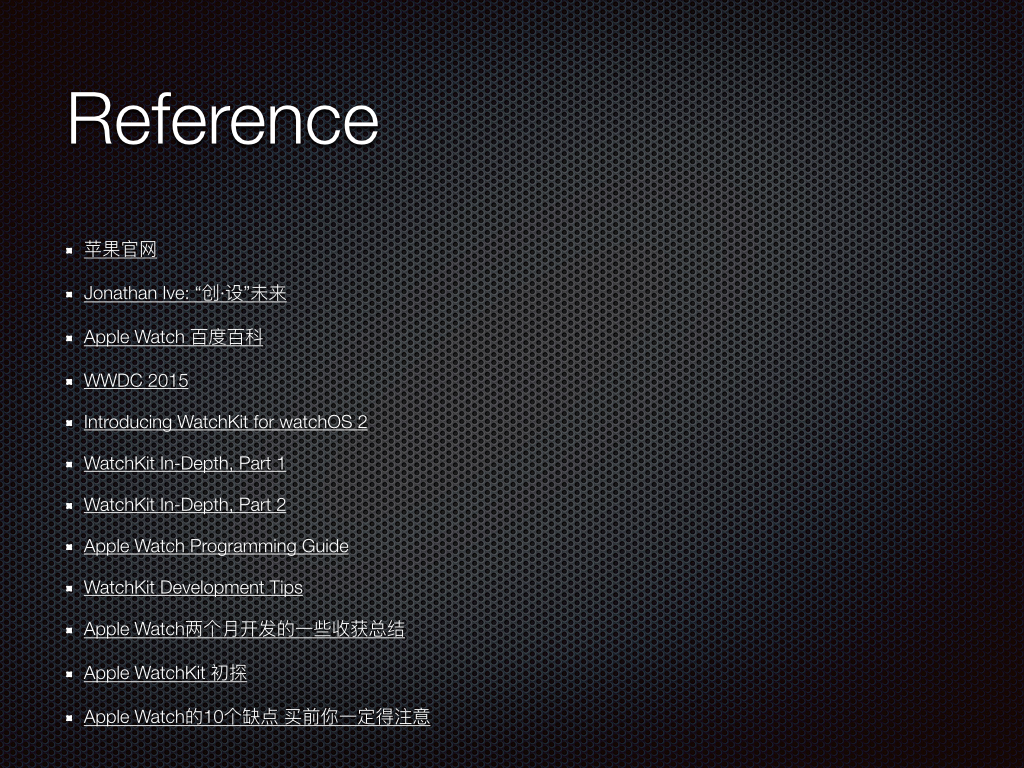 Reference
苹果官网
Jonathan Ive: “创·设”未来
Apple Watch 百度百科
WWDC 2015
Introducing WatchKit for watchOS 2
WatchKit In-Depth, Part 1
WatchKit In-Depth, Part 2
Apple Watch Programming Guide
WatchKit Development Tips
Apple Watch两个月开发的一些收获总结
Apple WatchKit 初探
Apple Watch的10个缺点 买前你一定得注意